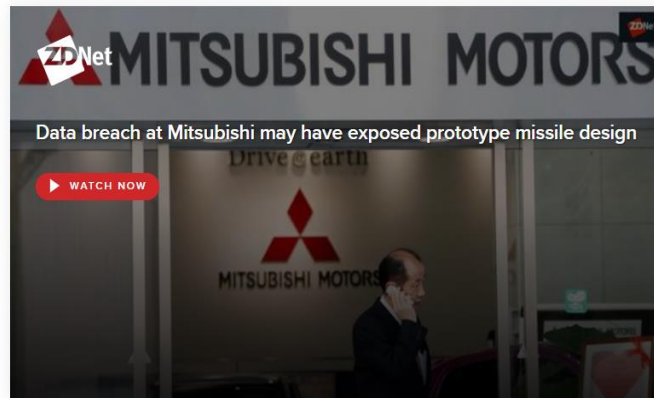 ZDNet
MITSUBISHI MOTORS
Data breach at Mitsubishi may have exposed prototype missile design
Drive@earth
WATCH NOW
MITSUBISHI MOTORS